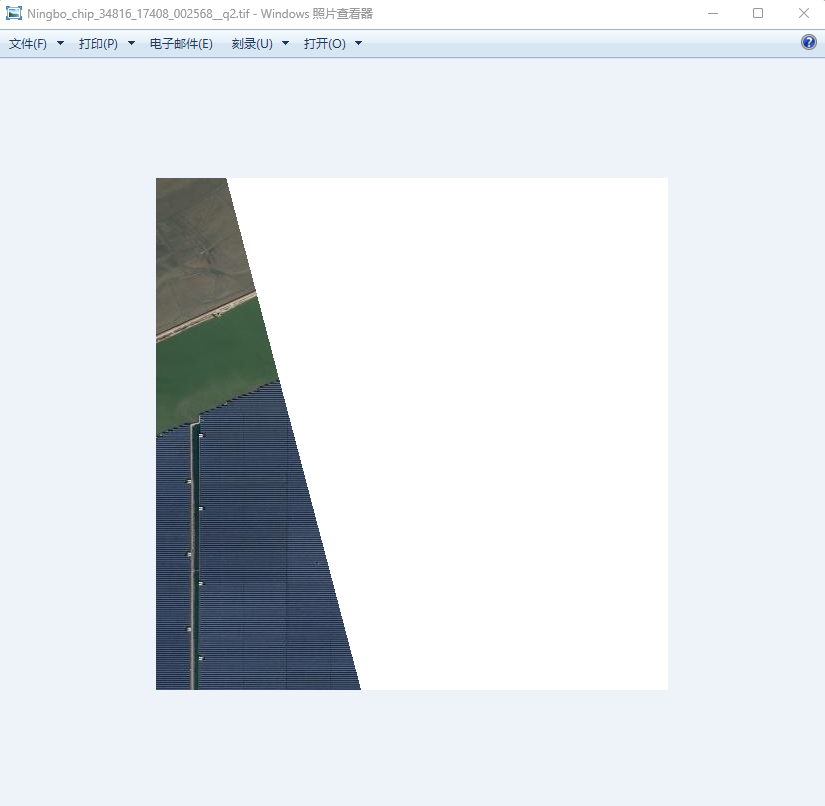 Ningbo_chip_34816_17408_002568__q2.tif - Windows 照片查看器
文件(F) 打印(P) 电子邮件(E) 刻录(U) 打开(O)